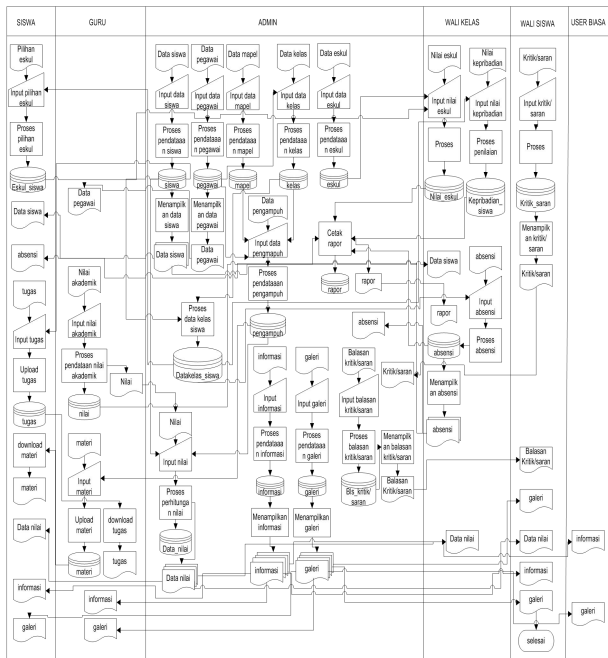 SISWA
GURU
ADMIN
WALI KELAS
WALI SISWA
USER BIASA
Pilihan
eskul
Input pilihan
eskul
Proses
pilihan
eskul
Eskul_siswa
Data siswa
absensi
tugas
Input tugas
Upload
tugas
tugas
download
materi
materi
Data nilai
informasi
galeri
Data
pegawai
Nilai
akademik
Input nilai
akademik
Proses
pendataan nilai
akademik
Nilai
nilai
materi
Input
materi
Upload
materi
download
tugas
materi
tugas
informasi
galeri
Data siswa
Data
pegawai
Data mapel
Data kelas
Data eskul
Input data
siswa
Input data
pegawai
Input data
mapel
Input data
kelas
Input data
eskul
Proses
pendataaa
n siswa
Proses
pendataaa
n pegawai
Proses
pendataaa
n mapel
Proses
pendataaa
n kelas
Proses
pendataaa
n eskul
siswa
pegawai
mapel
kelas
eskul
Menampilk
an data
siswa
Menampilk
an data
pegawai
Data siswa
Data
pegawai
Data
pengampuh
Input data
pengmapuh
Proses
pendataaan
pengampuh
pengampuh
Cetak
rapor
rapor
rapor
Proses
data kelas
siswa
Datakelas_siswa
absensi
informasi
galeri
Balasan
kritik/saran
Kritik/saran
Input
informasi
Input galeri
Input balasan
kritik/saran
Proses
pendataaa
n informasi
Proses
pendataaa
n galeri
Proses
balasan
kritik/saran
Menampilk
an balasan
kritik/saran
informasi
galeri
Bls_kritik/
saran
Balasan
Kritik/saran
Menampilkan
informasi
Menampilkan
galeri
informasi
galeri
Nilai
Input nilai
Proses
perhitunga
n nilai
Data_nilai
Data nilai
Nilai eskul
Nilai
kepribadian
Input nilai
eskul
Input nilai
kepribadian
Proses
Proses
penilaian
Nilai_eskul
Kepribadian_
siswa
Data siswa
absensi
Input
absensi
rapor
Proses
absensi
absensi
Menampilk
an absensi
absensi
Data nilai
Kritik/saran
Input kritik/
saran
Proses
Kritik_saran
Menampilk
an kritik/
saran
Kritik/saran
Balasan
Kritik/saran
galeri
Data nilai
informasi
galeri
selesai
informasi
galeri